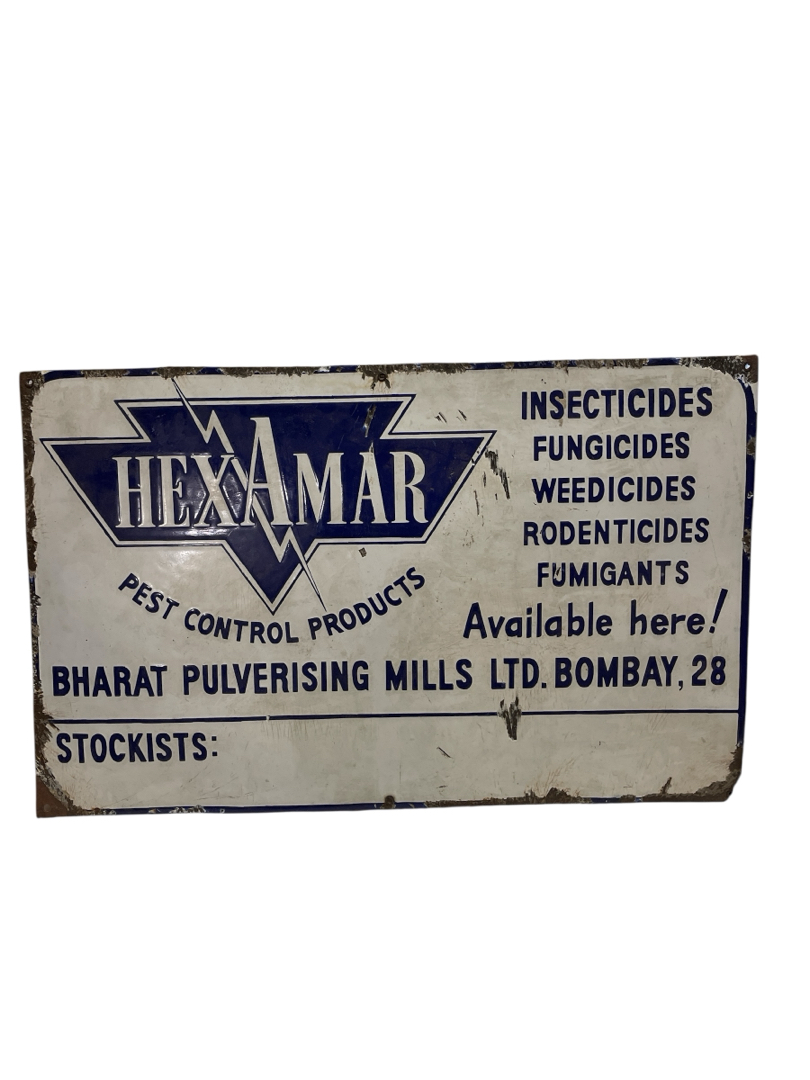 HEXAMAR
PEST CONTROL PRODUCTS
INSECTICIDES
FUNGICIDES
WEEDICIDES
RODENTICIDES
FUMIGANTS
Available here!
BHARAT PULVERISING MILLS LTD. BOMBAY, 28
STOCKISTS: